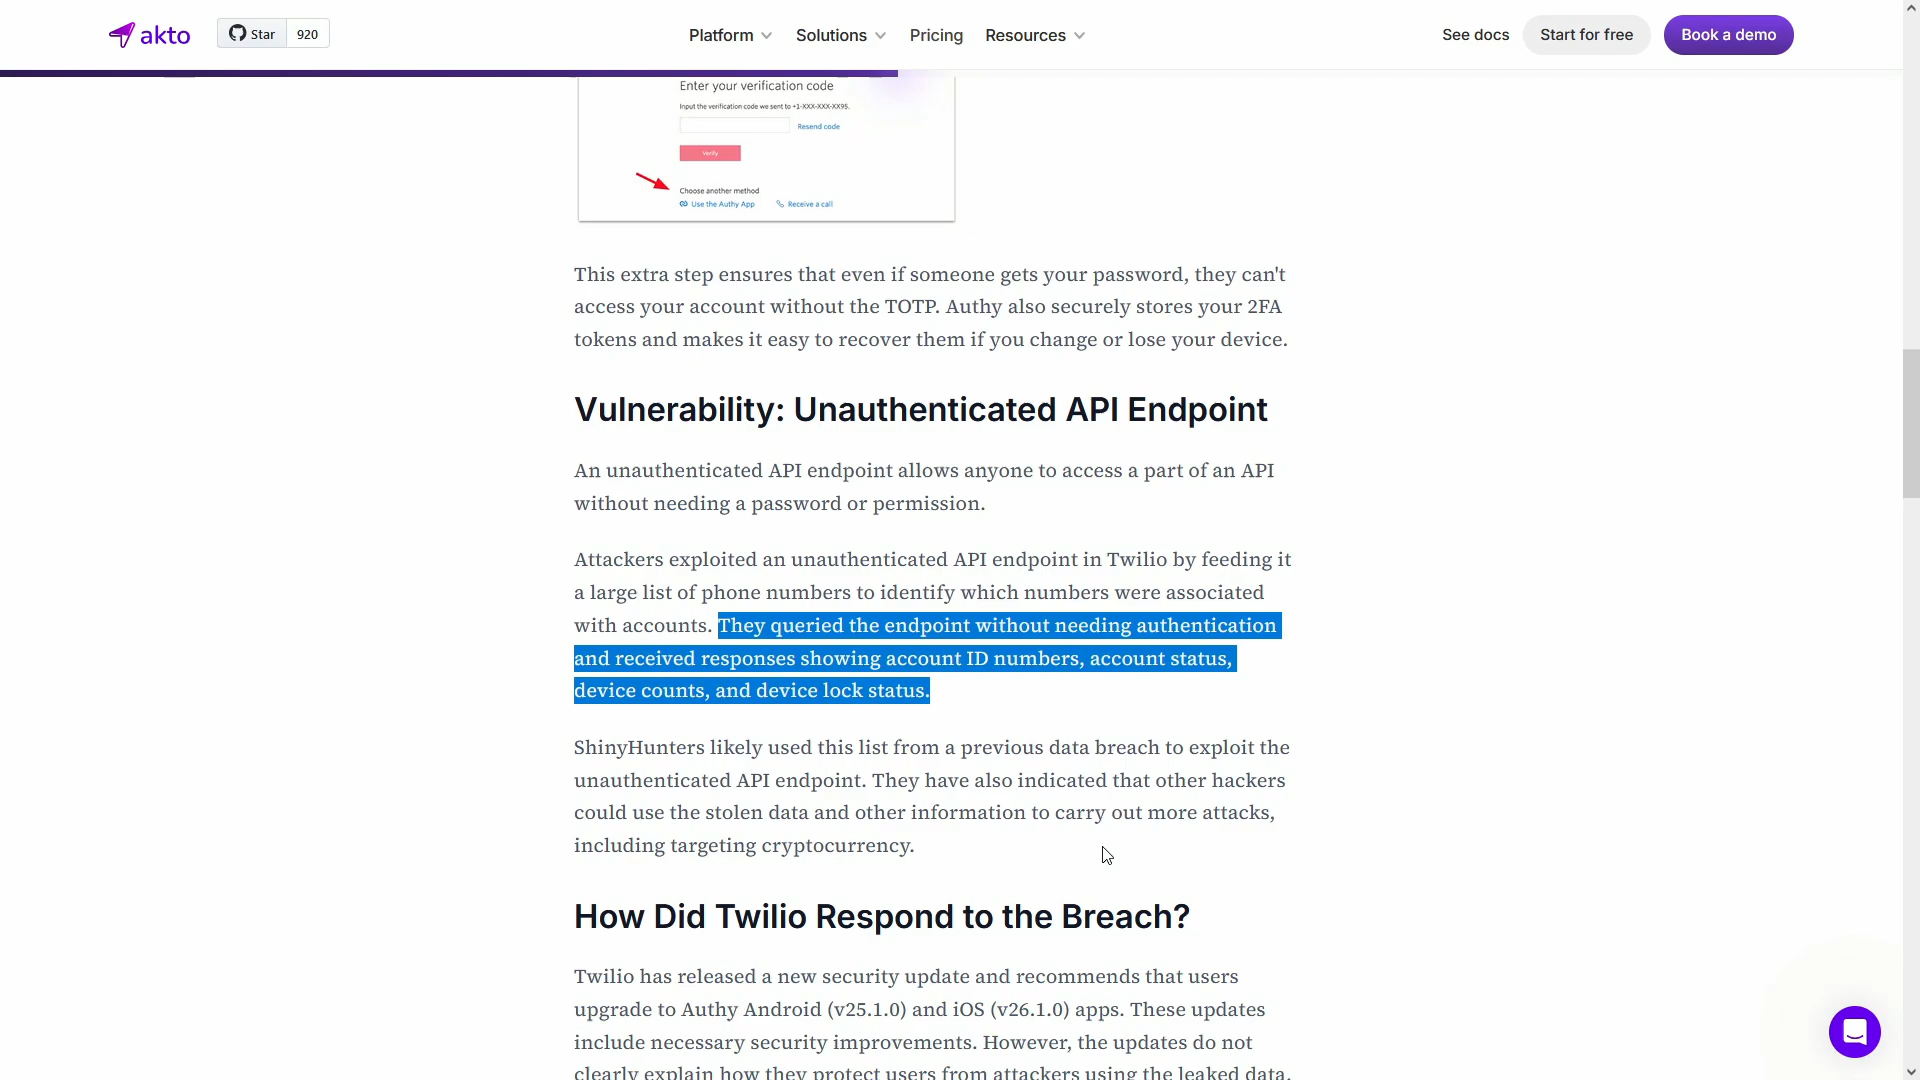 akto
Star 920
Platform Solutions Pricing Resources
See docs Start for free Book a demo
Enter your verification code
Input the verification code we sent to +1-XXX-XXX-XX95.
Resend code
Verify
Choose another method
Use the Authy App Receive a call
This extra step ensures that even if someone gets your password, they can't
access your account without the TOTP. Authy also securely stores your 2FA
tokens and makes it easy to recover them if you change or lose your device.
Vulnerability: Unauthenticated API Endpoint
An unauthenticated API endpoint allows anyone to access a part of an API
without needing a password or permission.
Attackers exploited an unauthenticated API endpoint in Twilio by feeding it
a large list of phone numbers to identify which numbers were associated
with accounts. They queried the endpoint without needing authentication
and received responses showing account ID numbers, account status,
device counts, and device lock status.
ShinyHunters likely used this list from a previous data breach to exploit the
unauthenticated API endpoint. They have also indicated that other hackers
could use the stolen data and other information to carry out more attacks,
including targeting cryptocurrency.
How Did Twilio Respond to the Breach?
Twilio has released a new security update and recommends that users
upgrade to Authy Android (v25.1.0) and iOS (v26.1.0) apps. These updates
include necessary security improvements. However, the updates do not
clearly explain how they protect users from attackers using the leaked data.